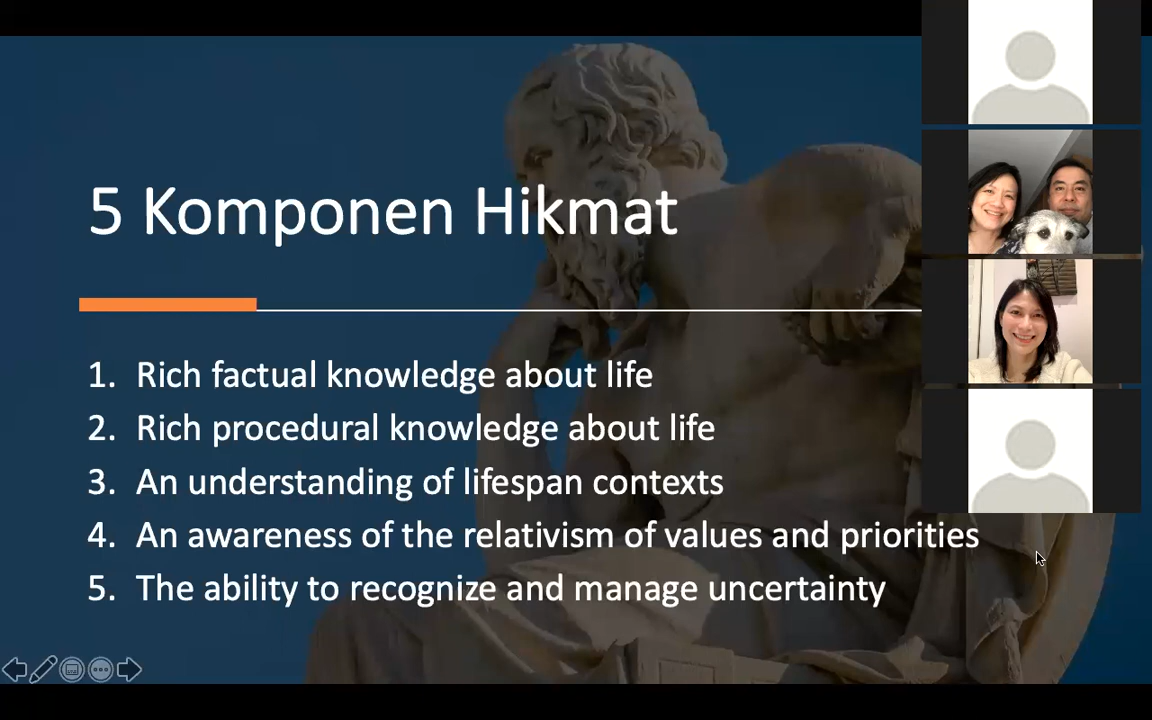 5 Komponen Hikmat
1. Rich factual knowledge about life
2. Rich procedural knowledge about life
3. An understanding of lifespan contexts
4. An awareness of the relativism of values and priorities
5. The ability to recognize and manage uncertainty